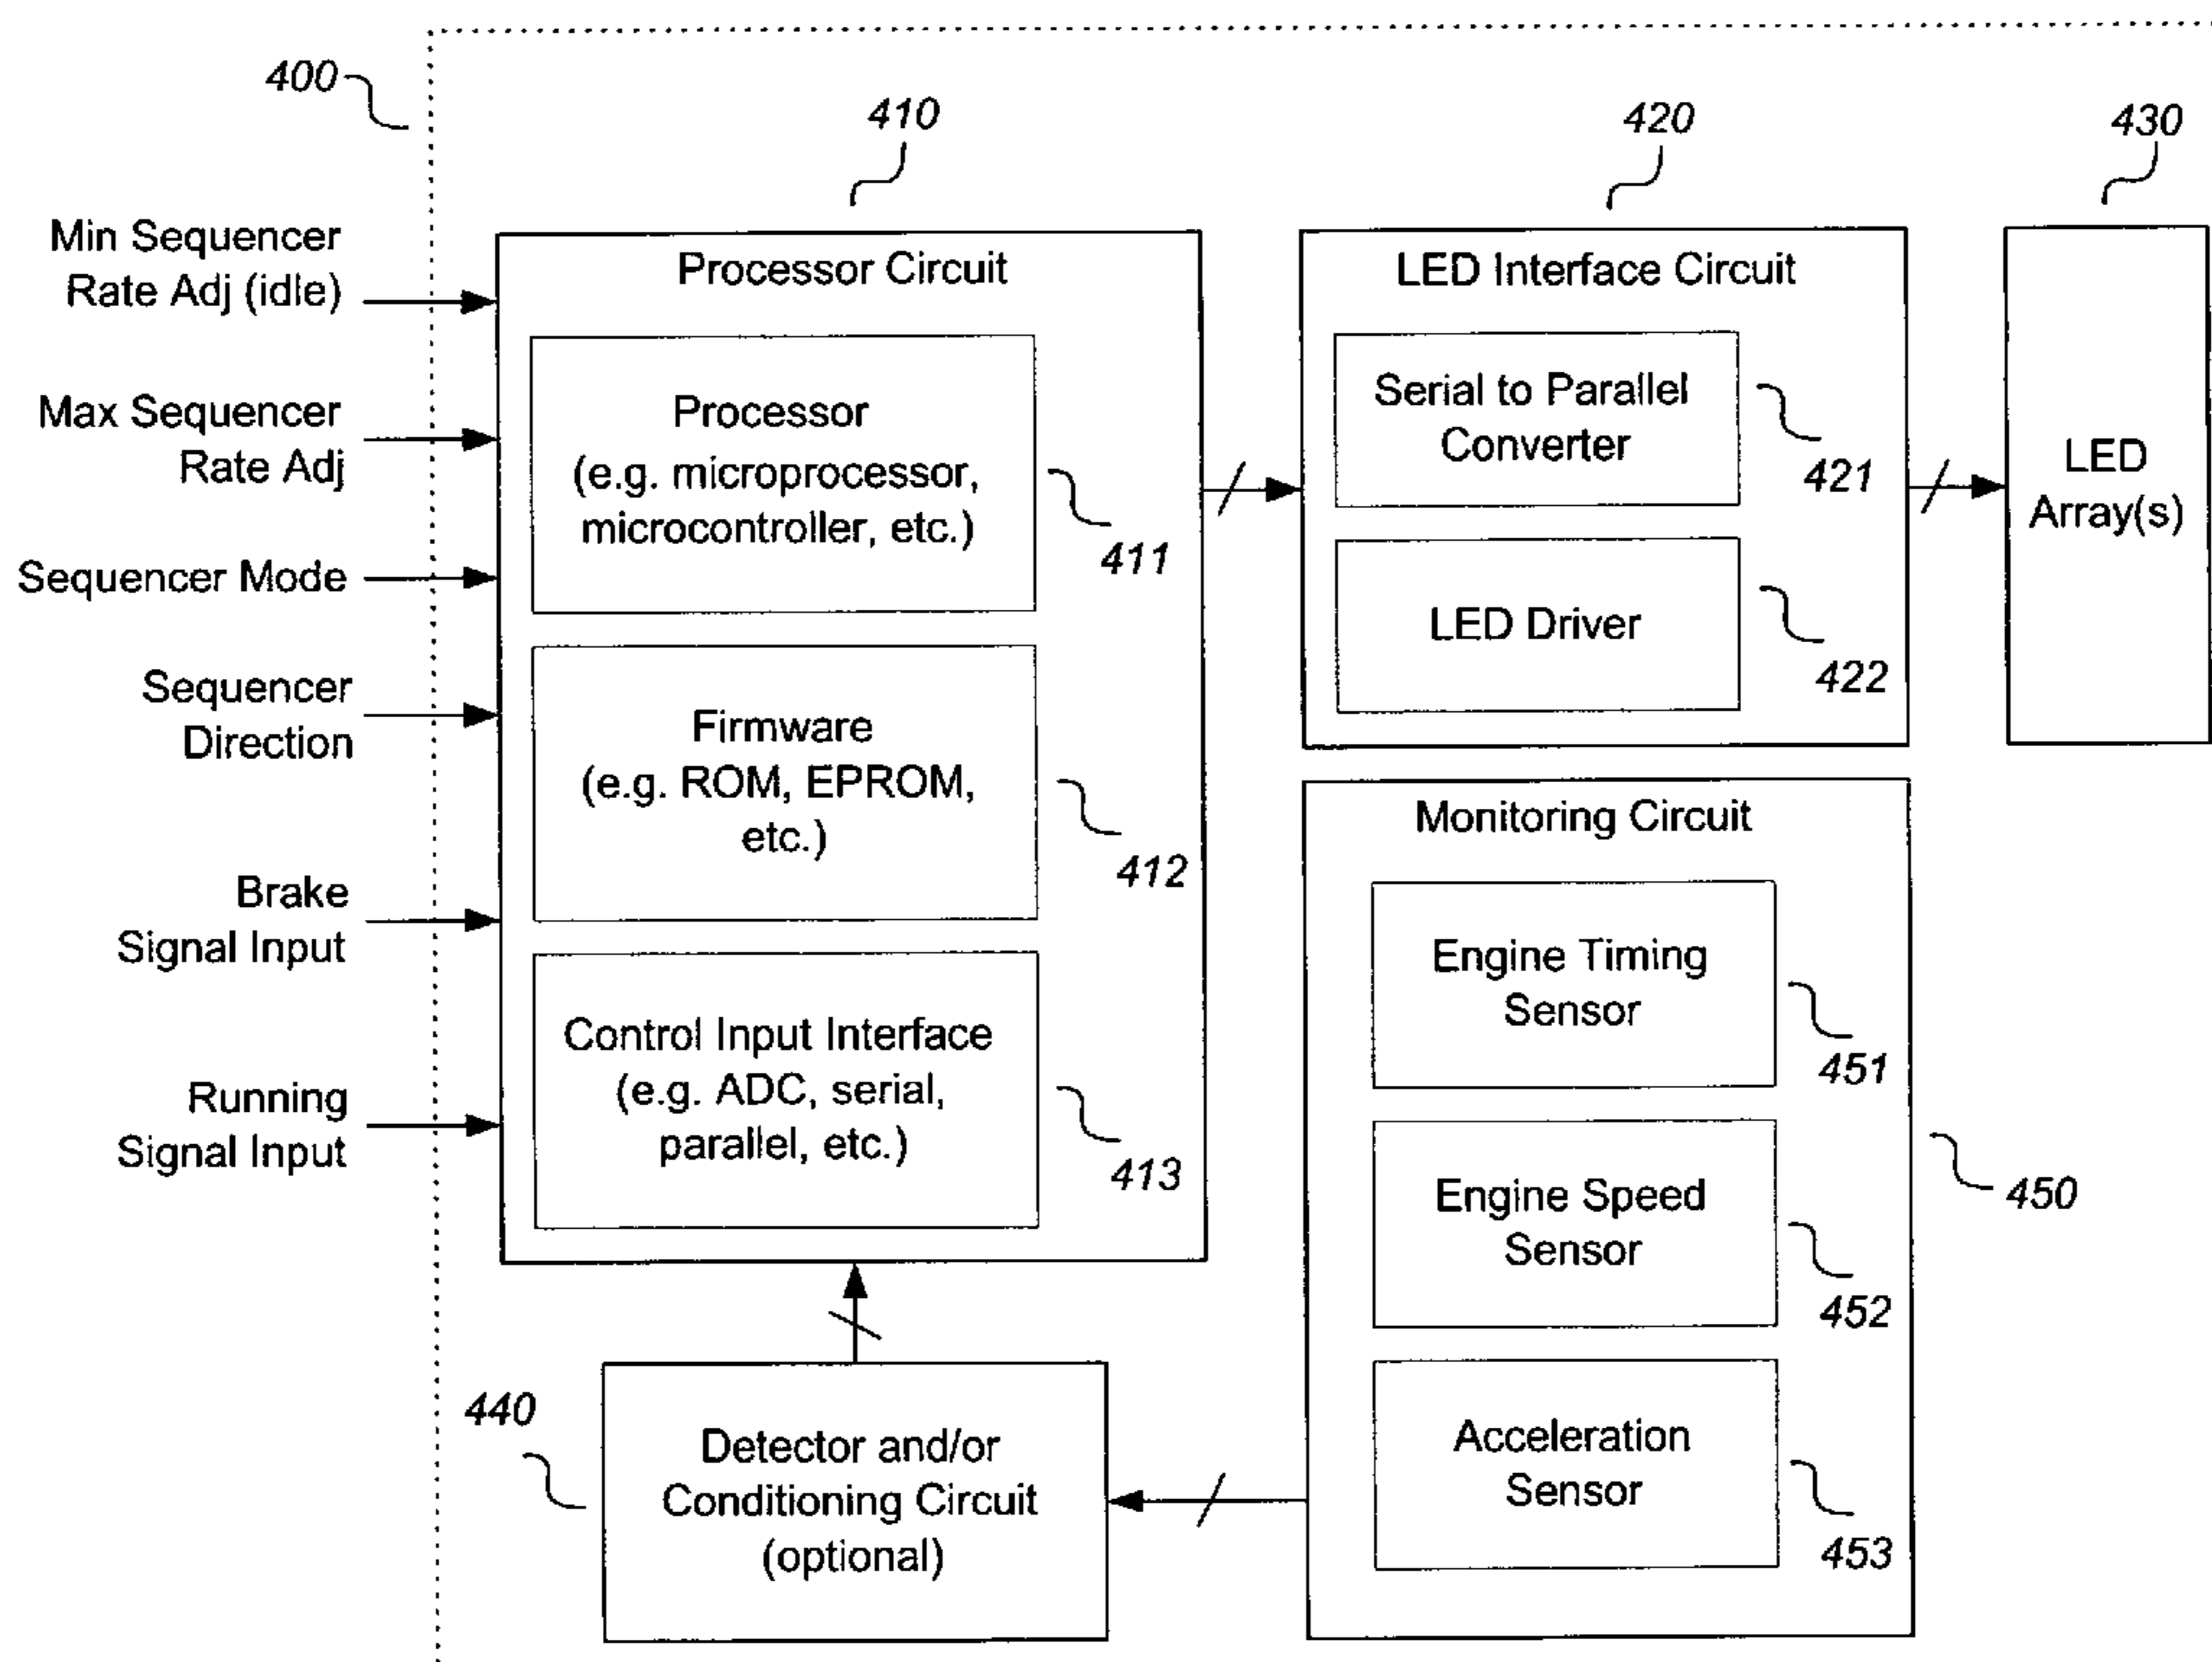 400
410
420
430
Min Sequencer
Rate Adj (idle)
Max Sequencer
Rate Adj
Sequencer Mode
Sequencer
Direction
Brake
Signal Input
Running
Signal Input
Processor Circuit
Processor
(e.g. microprocessor,
microcontroller, etc.)
411
Firmware
(e.g. ROM, EPROM,
etc.)
412
Control Input Interface
(e.g. ADC, serial,
parallel, etc.)
413
LED Interface Circuit
Serial to Parallel
Converter
421
LED Driver
422
LED
Array(s)
Monitoring Circuit
Engine Timing
Sensor
451
Engine Speed
Sensor
452
Acceleration
Sensor
453
450
440
Detector and/or
Conditioning Circuit
(optional)